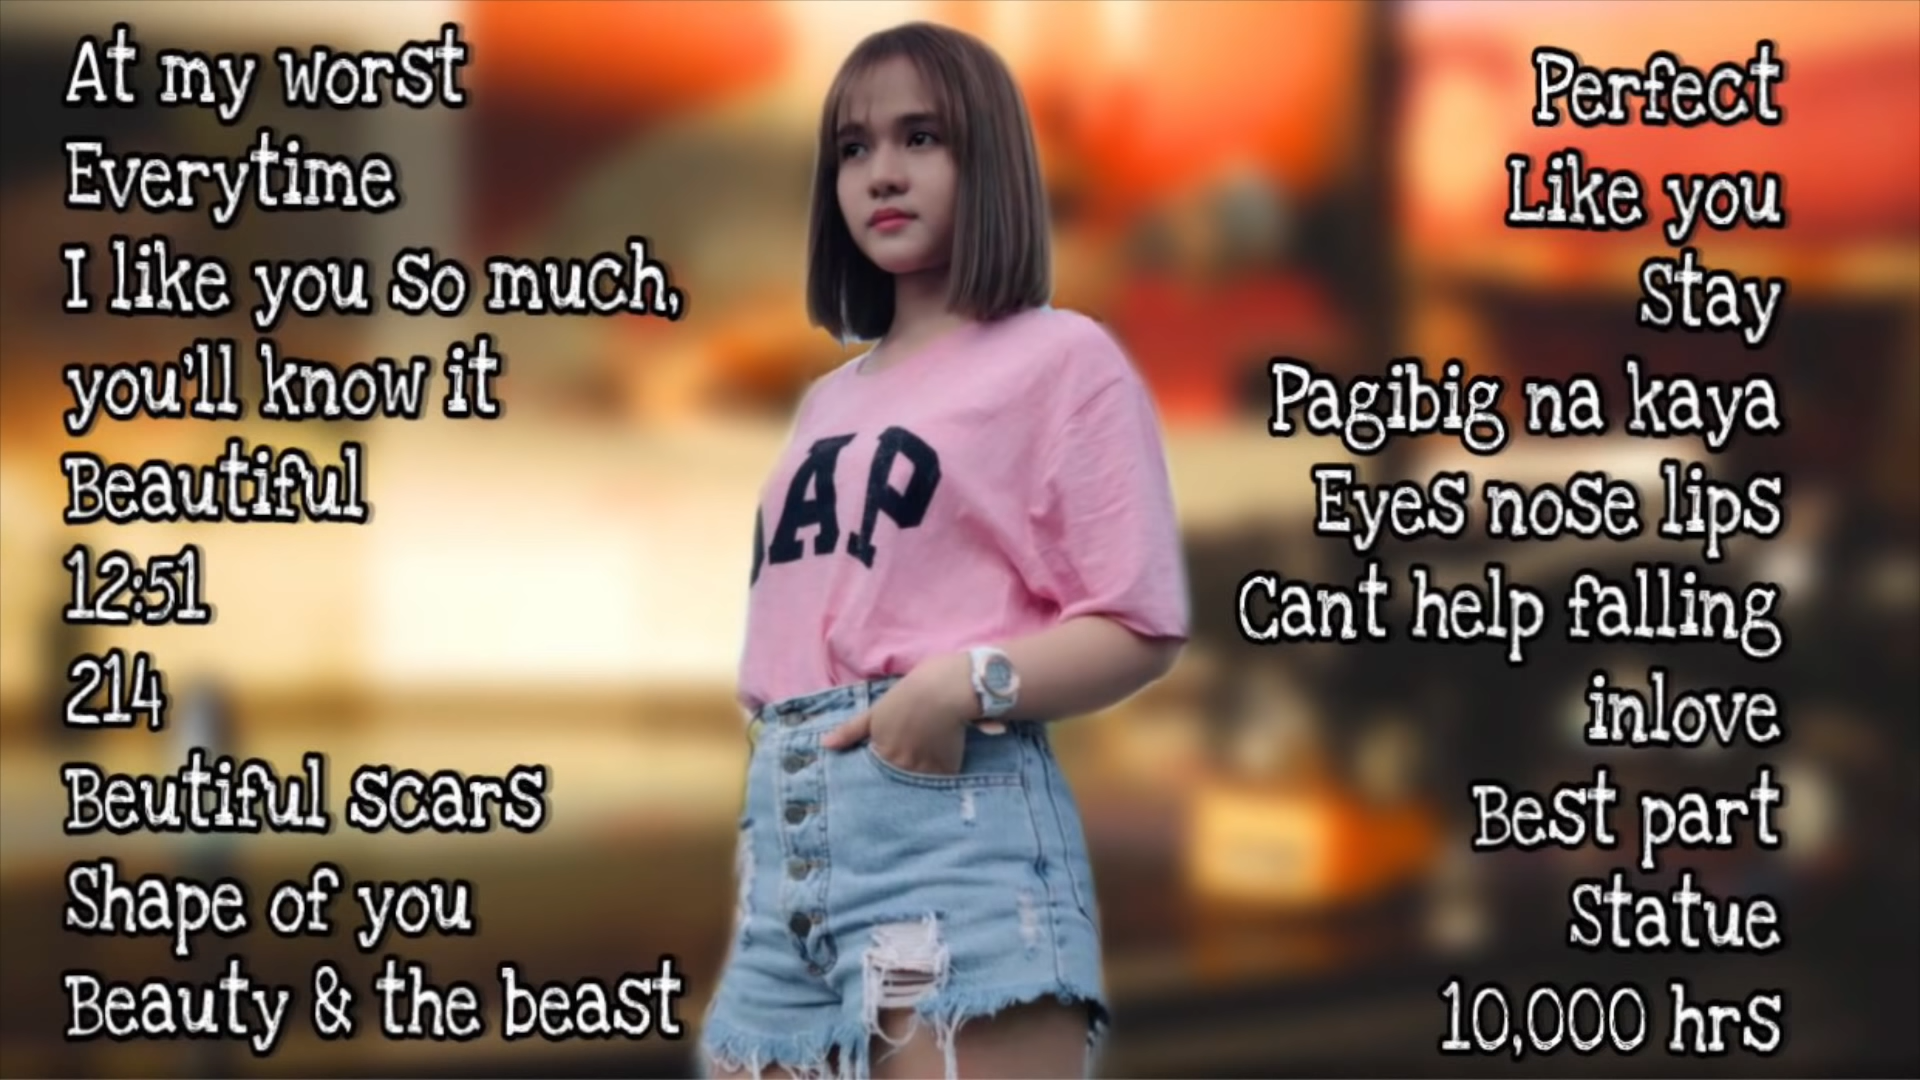 At my worst
Everytime
I like you so much,
you'll know it
Beautiful
12:51
214
Beutiful scars
Shape of you
Beauty & the beast
AP
Perfect
Like you
Stay
Pagibig na kaya
Eyes nose lips
Cant help falling
inlove
Best part
Statue
10,000 hrs